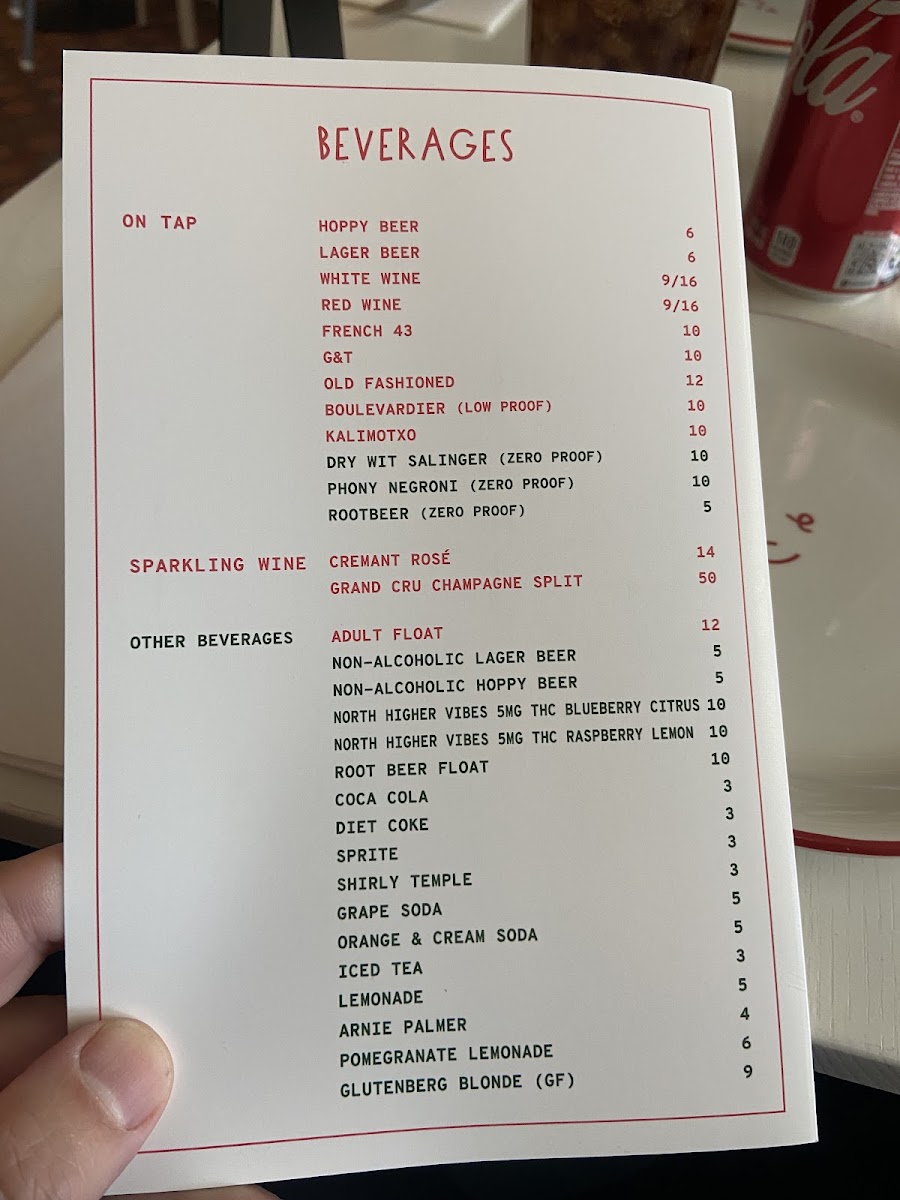 BEVERAGES
ON TAP
HOPPY BEER 6
LAGER BEER 6
WHITE WINE 9/16
RED WINE 9/16
FRENCH 43 10
G&T 10
OLD FASHIONED 12
BOULEVARDIER (LOW PROOF) 10
KALIMOTXO 10
DRY WIT SALINGER (ZERO PROOF) 10
PHONY NEGRONI (ZERO PROOF) 10
ROOTBEER (ZERO PROOF) 5
SPARKLING WINE
CREMANT ROSÉ 14
GRAND CRU CHAMPAGNE SPLIT 50
OTHER BEVERAGES
ADULT FLOAT 12
NON-ALCOHOLIC LAGER BEER 5
NON-ALCOHOLIC HOPPY BEER 5
NORTH HIGHER VIBES 5MG THC BLUEBERRY CITRUS 10
NORTH HIGHER VIBES 5MG THC RASPBERRY LEMON 10
ROOT BEER FLOAT 10
COCA COLA 3
DIET COKE 3
SPRITE 3
SHIRLY TEMPLE 3
GRAPE SODA 5
ORANGE & CREAM SODA 5
ICED TEA 3
LEMONADE 5
ARNIE PALMER 4
POMEGRANATE LEMONADE 6
GLUTENBERG BLONDE (GF) 9
la®